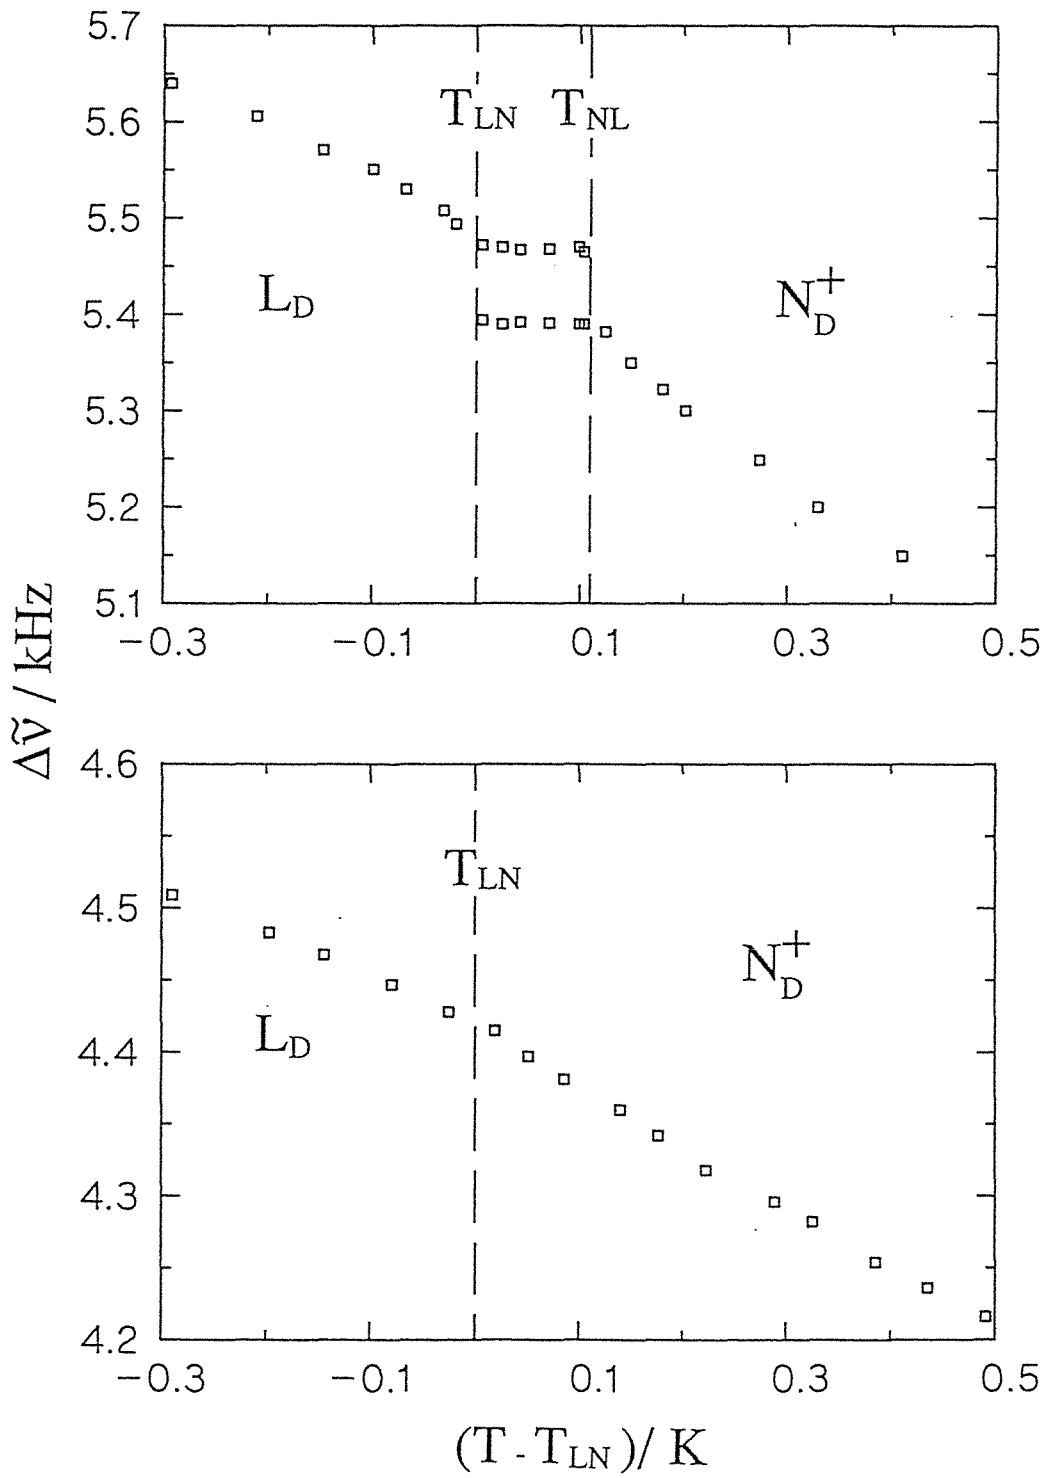 5.7
5.6
5.5
5.4
5.3
5.2
5.1
T_LN T_NL
L_D N_D^+
−0.3 −0.1 0.1 0.3 0.5
Δν̃ / kHz
4.6
4.5
4.4
4.3
4.2
T_LN
N_D^+
L_D
−0.3 −0.1 0.1 0.3 0.5
(T - T_LN)/ K